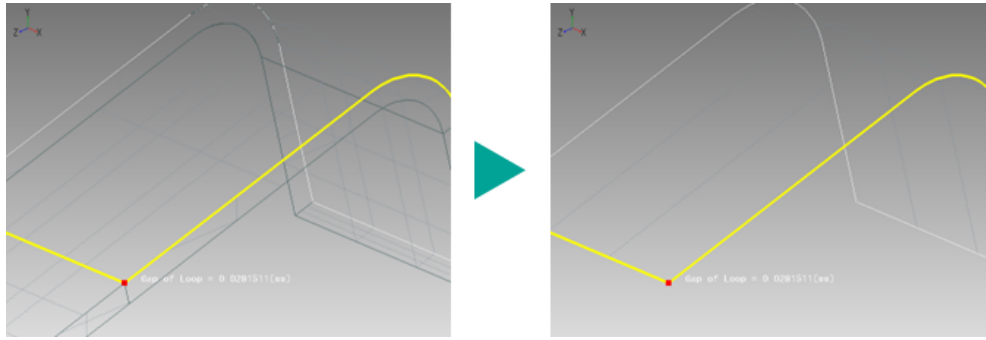 Y
Z X
Gap of Loop = 0.0281511[mm]
Y
Z X
Gap of Loop = 0.0281511[mm]